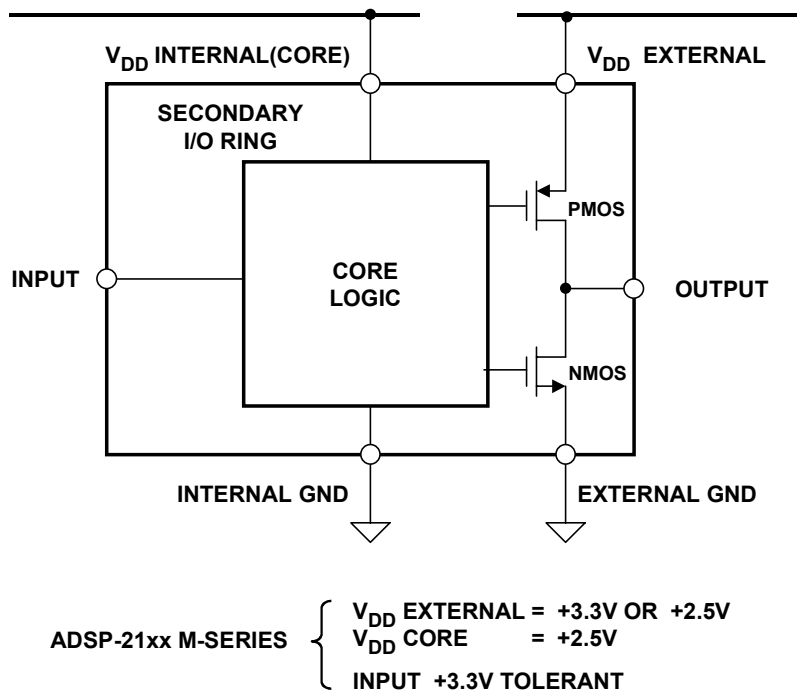 VDD INTERNAL(CORE)
VDD EXTERNAL
SECONDARY
I/O RING
PMOS
INPUT
CORE
LOGIC
OUTPUT
NMOS
INTERNAL GND
EXTERNAL GND
ADSP-21xx M-SERIES
VDD EXTERNAL = +3.3V OR +2.5V
VDD CORE = +2.5V
INPUT +3.3V TOLERANT